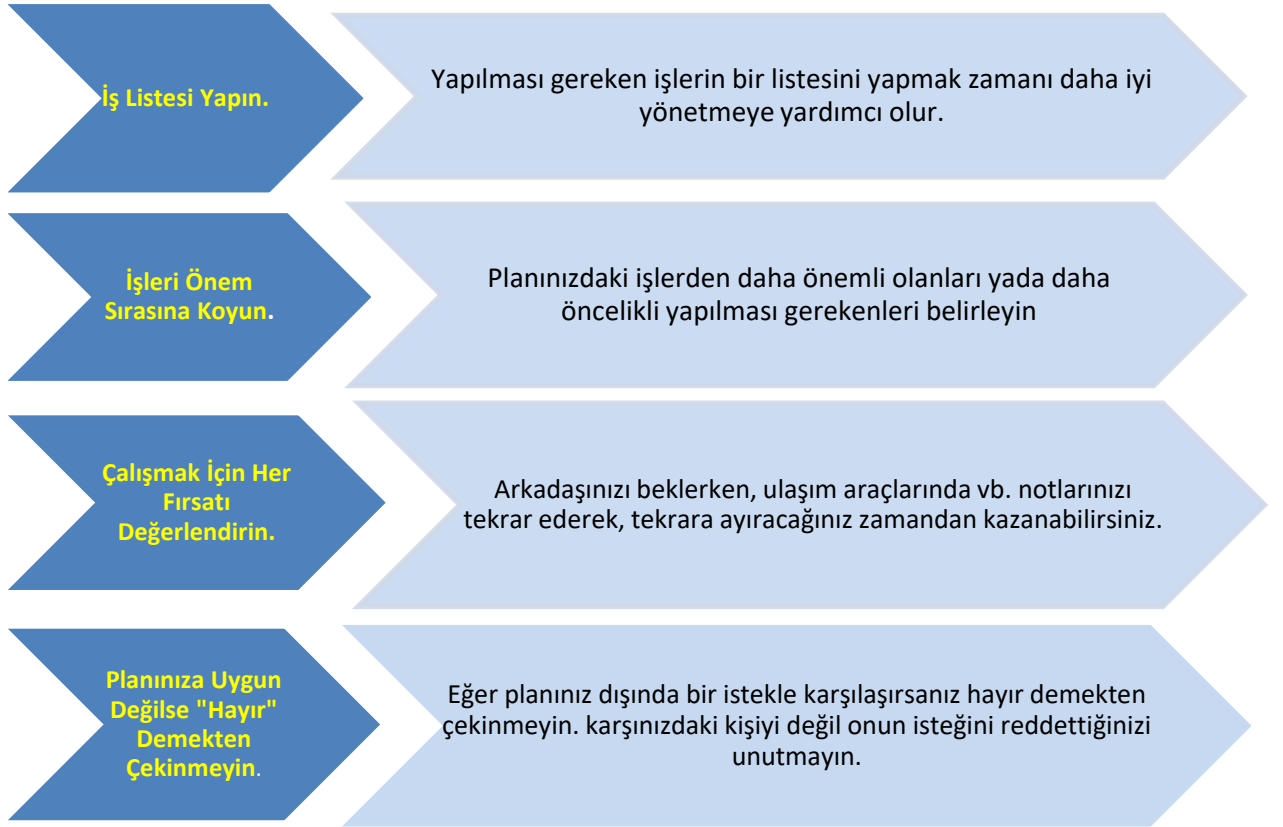 İş Listesi Yapın.
Yapılması gereken işlerin bir listesini yapmak zamanı daha iyi
yönetmeye yardımcı olur.
İşleri Önem
Sırasına Koyun.
Planınızdaki işlerden daha önemli olanları yada daha
öncelikli yapılması gerekenleri belirleyin
Çalışmak İçin Her
Fırsatı
Değerlendirin.
Arkadaşınızı beklerken, ulaşım araçlarında vb. notlarınızı
tekrar ederek, tekrara ayıracağınız zamandan kazanabilirsiniz.
Planınıza Uygun
Değilse "Hayır"
Demekten
Çekinmeyin.
Eğer planınız dışında bir istekle karşılaşırsanız hayır demekten
çekinmeyin. karşınızdaki kişiyi değil onun isteğini reddettiğinizi
unutmayın.